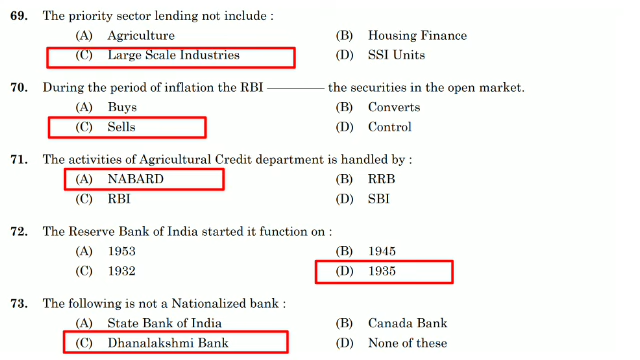 69. The priority sector lending not include :
(A) Agriculture (B) Housing Finance
(C) Large Scale Industries (D) SSI Units
70. During the period of inflation the RBI ———— the securities in the open market.
(A) Buys (B) Converts
(C) Sells (D) Control
71. The activities of Agricultural Credit department is handled by :
(A) NABARD (B) RRB
(C) RBI (D) SBI
72. The Reserve Bank of India started it function on :
(A) 1953 (B) 1945
(C) 1932 (D) 1935
73. The following is not a Nationalized bank :
(A) State Bank of India (B) Canada Bank
(C) Dhanalakshmi Bank (D) None of these